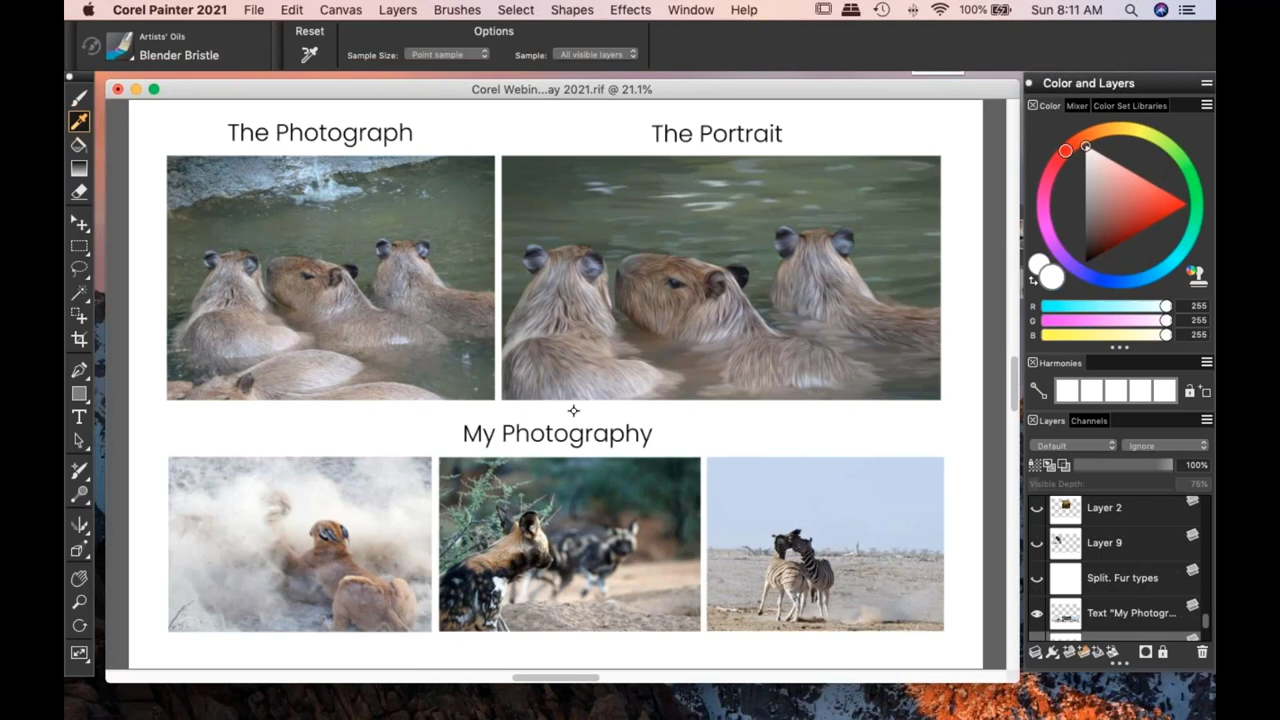 Corel Painter 2021 File Edit Canvas Layers Brushes Select Shapes Effects Window Help 100% Sun 8:11 AM
Artists' Oils
Blender Bristle
Reset
Options
Sample Size: Point sample Sample: All visible layers
Corel Webin...ay 2021.rif @ 21.1%
Color and Layers
Color Mixer Color Set Libraries
The Photograph
The Portrait
My Photography
R 255
G 255
B 255
Harmonies
Layers Channels
Default Ignore
100%
Visible Depth: 75%
Layer 2
Layer 9
Split. Fur types
Text "My Photogr...